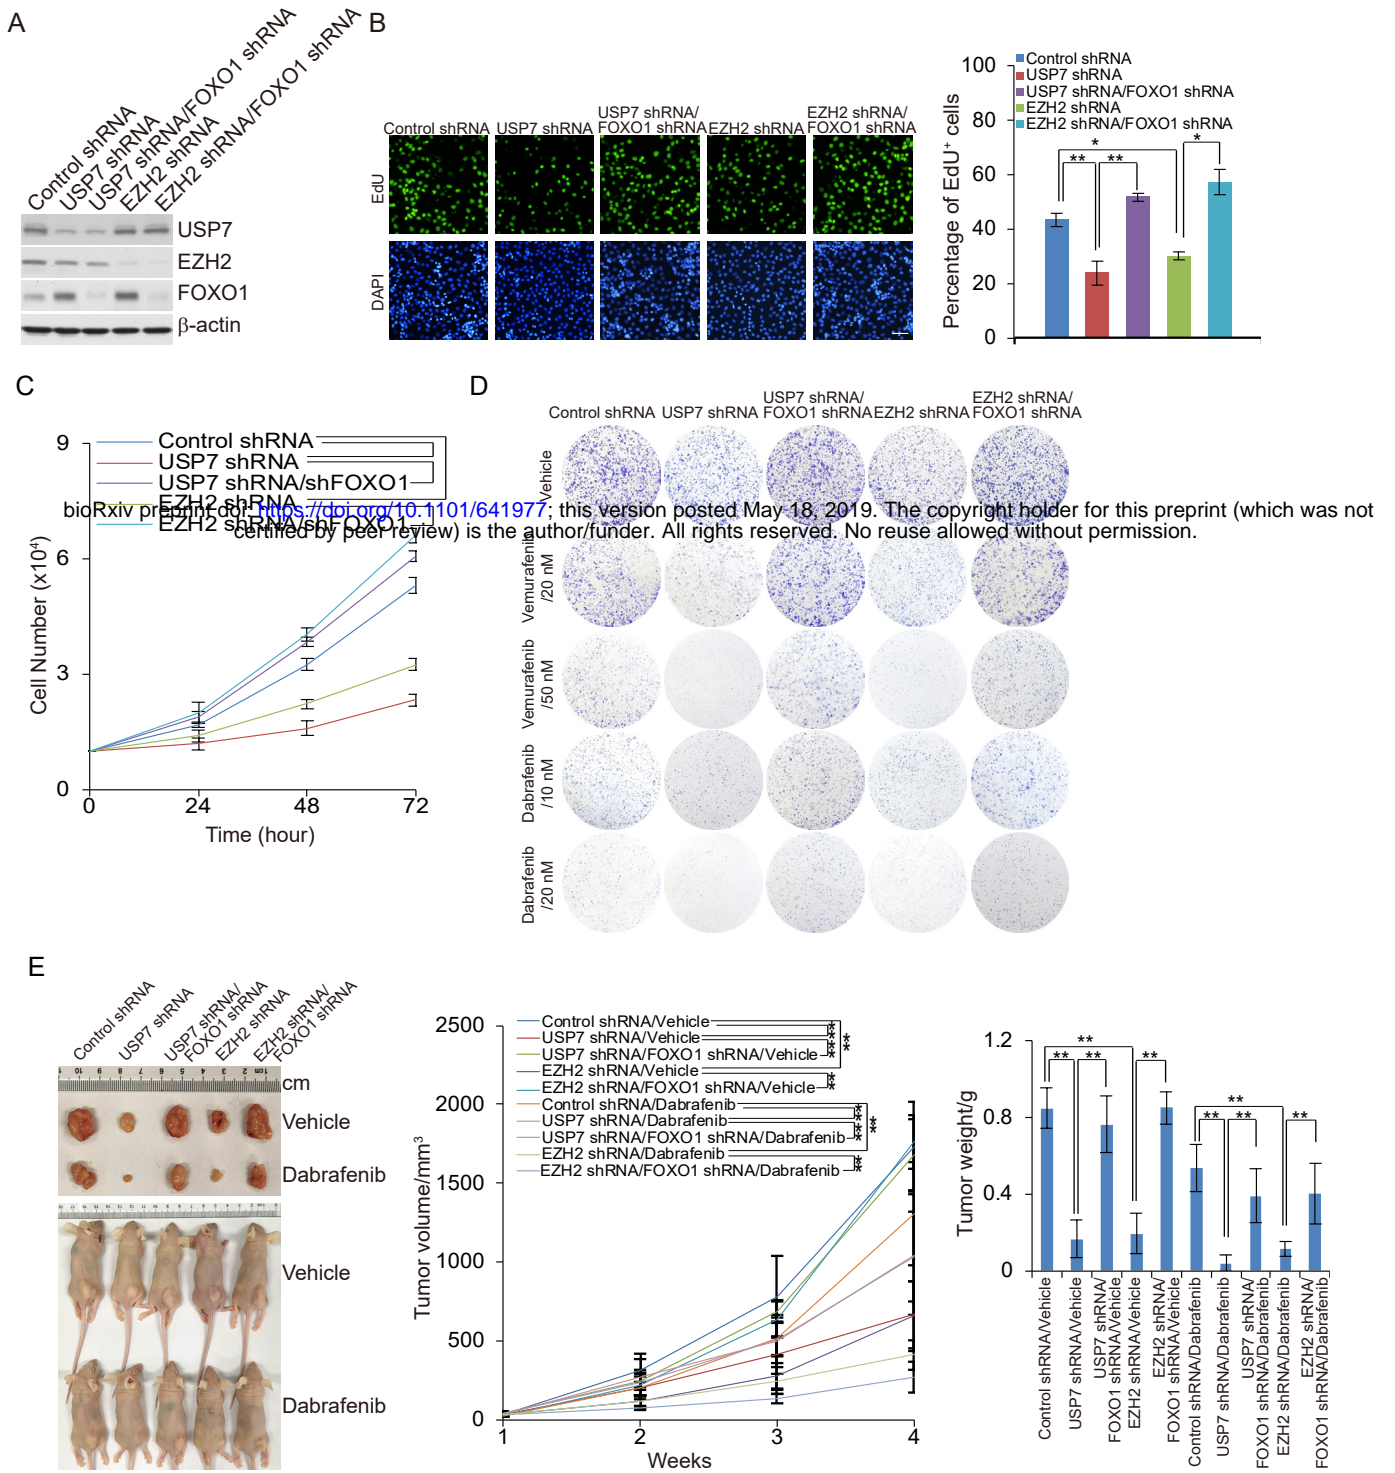 A
Control shRNA
USP7 shRNA
USP7 shRNA/FOXO1 shRNA
EZH2 shRNA
EZH2 shRNA/FOXO1 shRNA
USP7
EZH2
FOXO1
β-actin
B
Control shRNA
USP7 shRNA
USP7 shRNA/
FOXO1 shRNA
EZH2 shRNA
EZH2 shRNA/
FOXO1 shRNA
EdU
DAPI
Percentage of EdU⁺ cells
100
80
60
40
20
0
Control shRNA
USP7 shRNA
USP7 shRNA/FOXO1 shRNA
EZH2 shRNA
EZH2 shRNA/FOXO1 shRNA
*
**
**
*
C
Cell Number (x10⁴)
9
6
3
0
0
24
48
72
Time (hour)
Control shRNA
USP7 shRNA
USP7 shRNA/shFOXO1
EZH2 shRNA
EZH2 shRNA/shFOXO1
bioRxiv preprint doi: https://doi.org/10.1101/641977; this version posted May 18, 2019. The copyright holder for this preprint (which was not
certified by peer review) is the author/funder. All rights reserved. No reuse allowed without permission.
D
Control shRNA
USP7 shRNA
USP7 shRNA/
FOXO1 shRNA
EZH2 shRNA
EZH2 shRNA/
FOXO1 shRNA
Vehicle
Vemurafenib
/20 nM
Vemurafenib
/50 nM
Dabrafenib
/10 nM
Dabrafenib
/20 nM
E
Control shRNA
USP7 shRNA
USP7 shRNA/
FOXO1 shRNA
EZH2 shRNA
EZH2 shRNA/
FOXO1 shRNA
cm
Vehicle
Dabrafenib
Vehicle
Dabrafenib
Tumor volume/mm³
2500
2000
1500
1000
500
0
1
2
3
4
Weeks
Control shRNA/Vehicle
USP7 shRNA/Vehicle
USP7 shRNA/FOXO1 shRNA/Vehicle
EZH2 shRNA/Vehicle
EZH2 shRNA/FOXO1 shRNA/Vehicle
Control shRNA/Dabrafenib
USP7 shRNA/Dabrafenib
USP7 shRNA/FOXO1 shRNA/Dabrafenib
EZH2 shRNA/Dabrafenib
EZH2 shRNA/FOXO1 shRNA/Dabrafenib
**
**
**
**
**
**
**
**
Tumor weight/g
1.2
0.8
0.4
0
**
**
**
**
**
**
**
**
Control shRNA/Vehicle
USP7 shRNA/Vehicle
USP7 shRNA/
FOXO1 shRNA/Vehicle
EZH2 shRNA/Vehicle
EZH2 shRNA/
FOXO1 shRNA/Vehicle
Control shRNA/Dabrafenib
USP7 shRNA/Dabrafenib
USP7 shRNA/
FOXO1 shRNA/Dabrafenib
EZH2 shRNA/Dabrafenib
EZH2 shRNA/
FOXO1 shRNA/Dabrafenib